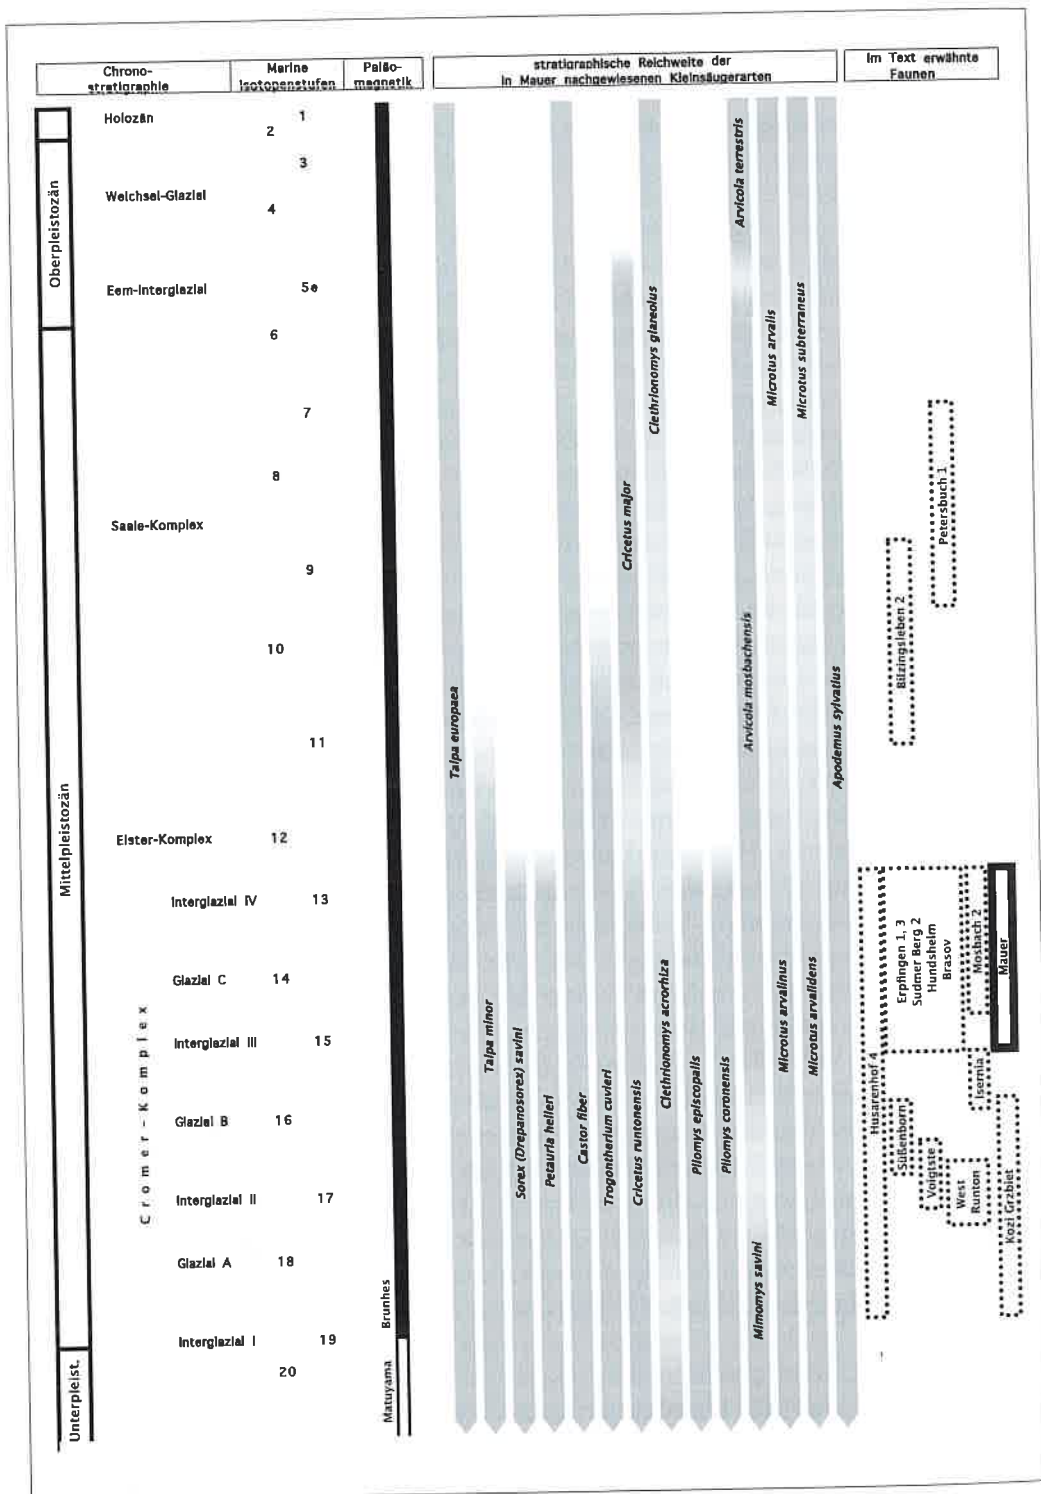 Chrono-
stratigraphie
Marine
Isotopenstufen
Paläo-
magnetik
stratigraphische Reichweite der
in Mauer nachgewiesenen Kleinsäugerarten
Im Text erwähnte
Faunen
Oberpleistozän
Mittelpleistozän
Unterpleist.
Holozän
Weichsel-Glazial
Eem-Interglazial
Saale-Komplex
Elster-Komplex
Cromer-Komplex
Interglazial IV
Glazial C
Interglazial III
Glazial B
Interglazial II
Glazial A
Interglazial I
1
2
3
4
5e
6
7
8
9
10
11
12
13
14
15
16
17
18
19
20
Brunhes
Matuyama
Talpa europaea
Talpa minor
Sorex (Drepanosorex) savini
Petauria helleri
Castor fiber
Trogontherium cuvieri
Cricetus major
Cricetus runtonensis
Clethrionomys glareolus
Clethrionomys acrorhiza
Pliomys episcopalis
Pliomys coronensis
Arvicola terrestris
Arvicola mosbachensis
Mimomys savini
Microtus arvalis
Microtus arvalinus
Microtus subterraneus
Microtus arvalidens
Apodemus sylvatius
Petersbuch 1
Bilzingsleben 2
Husarenhof 4
Erpfingen 1, 3
Sudmer Berg 2
Hundsheim
Brasov
Mosbach 2
Mauer
Isernia
Süßenborn
Voigtste
West
Runton
Kozi Grzbiet